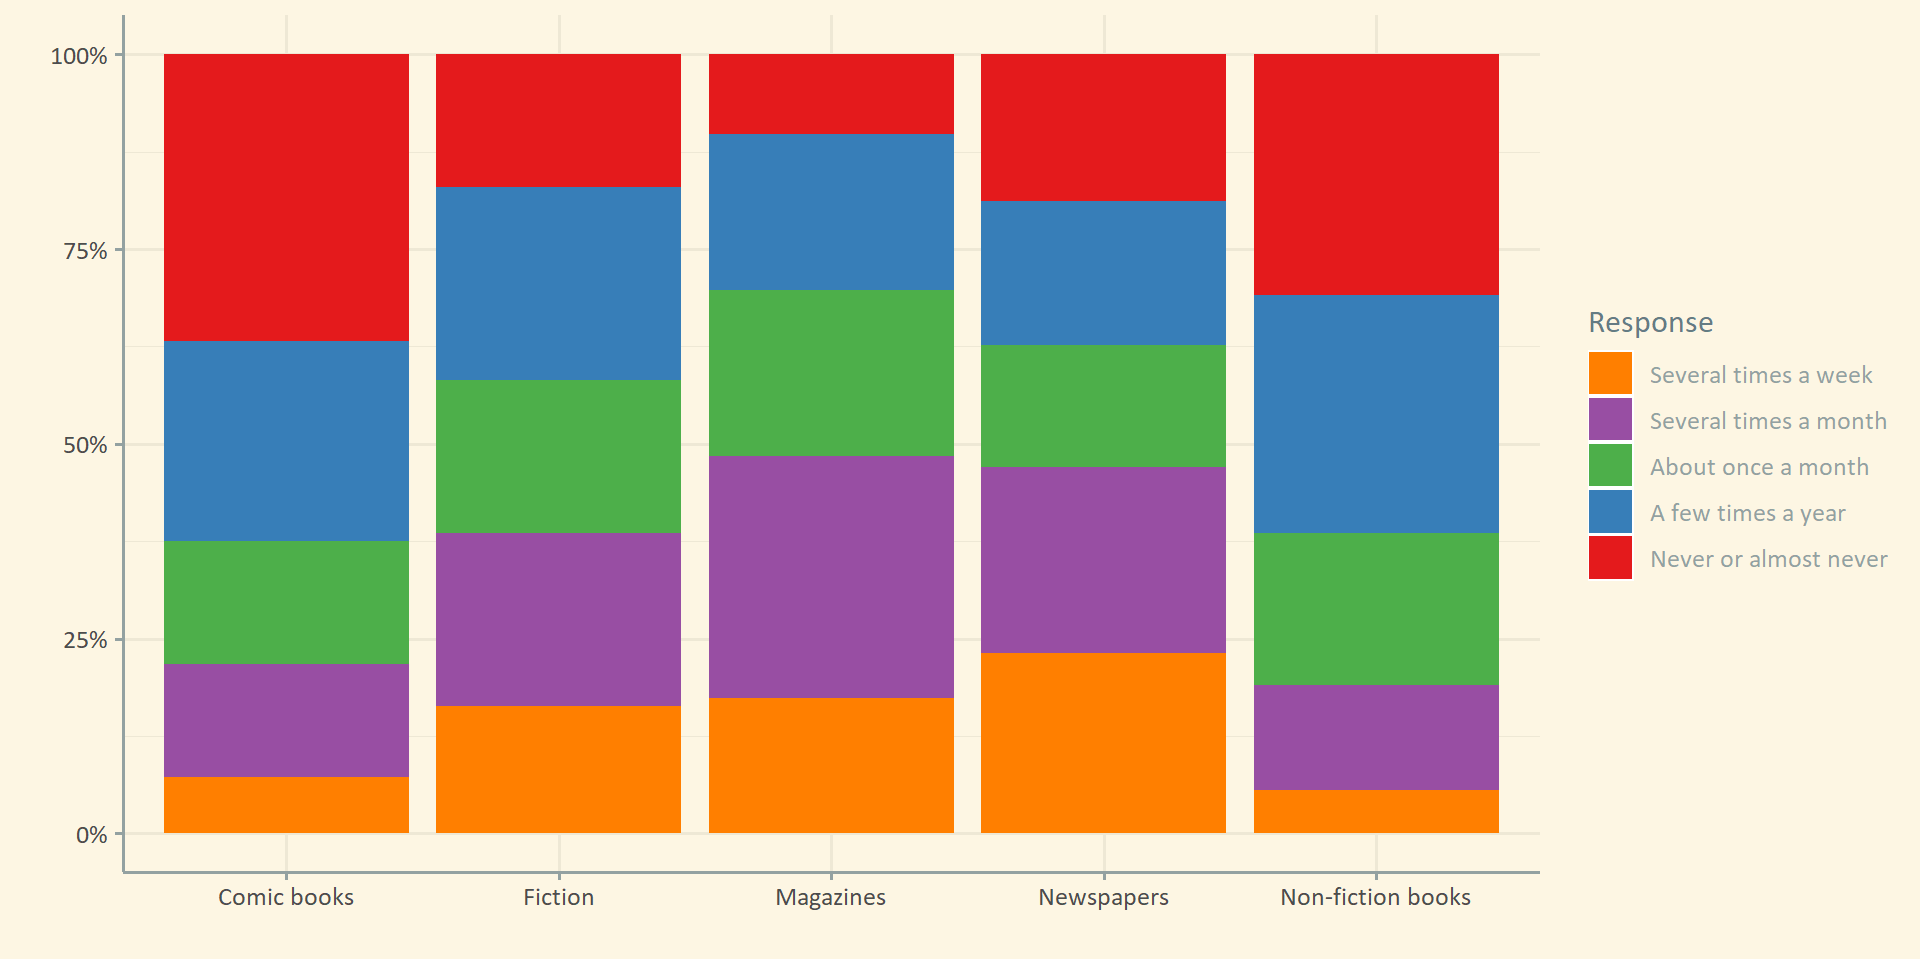 100%
75%
50%
25%
0%
Comic books
Fiction
Magazines
Newspapers
Non-fiction books
Response
Several times a week
Several times a month
About once a month
A few times a year
Never or almost never